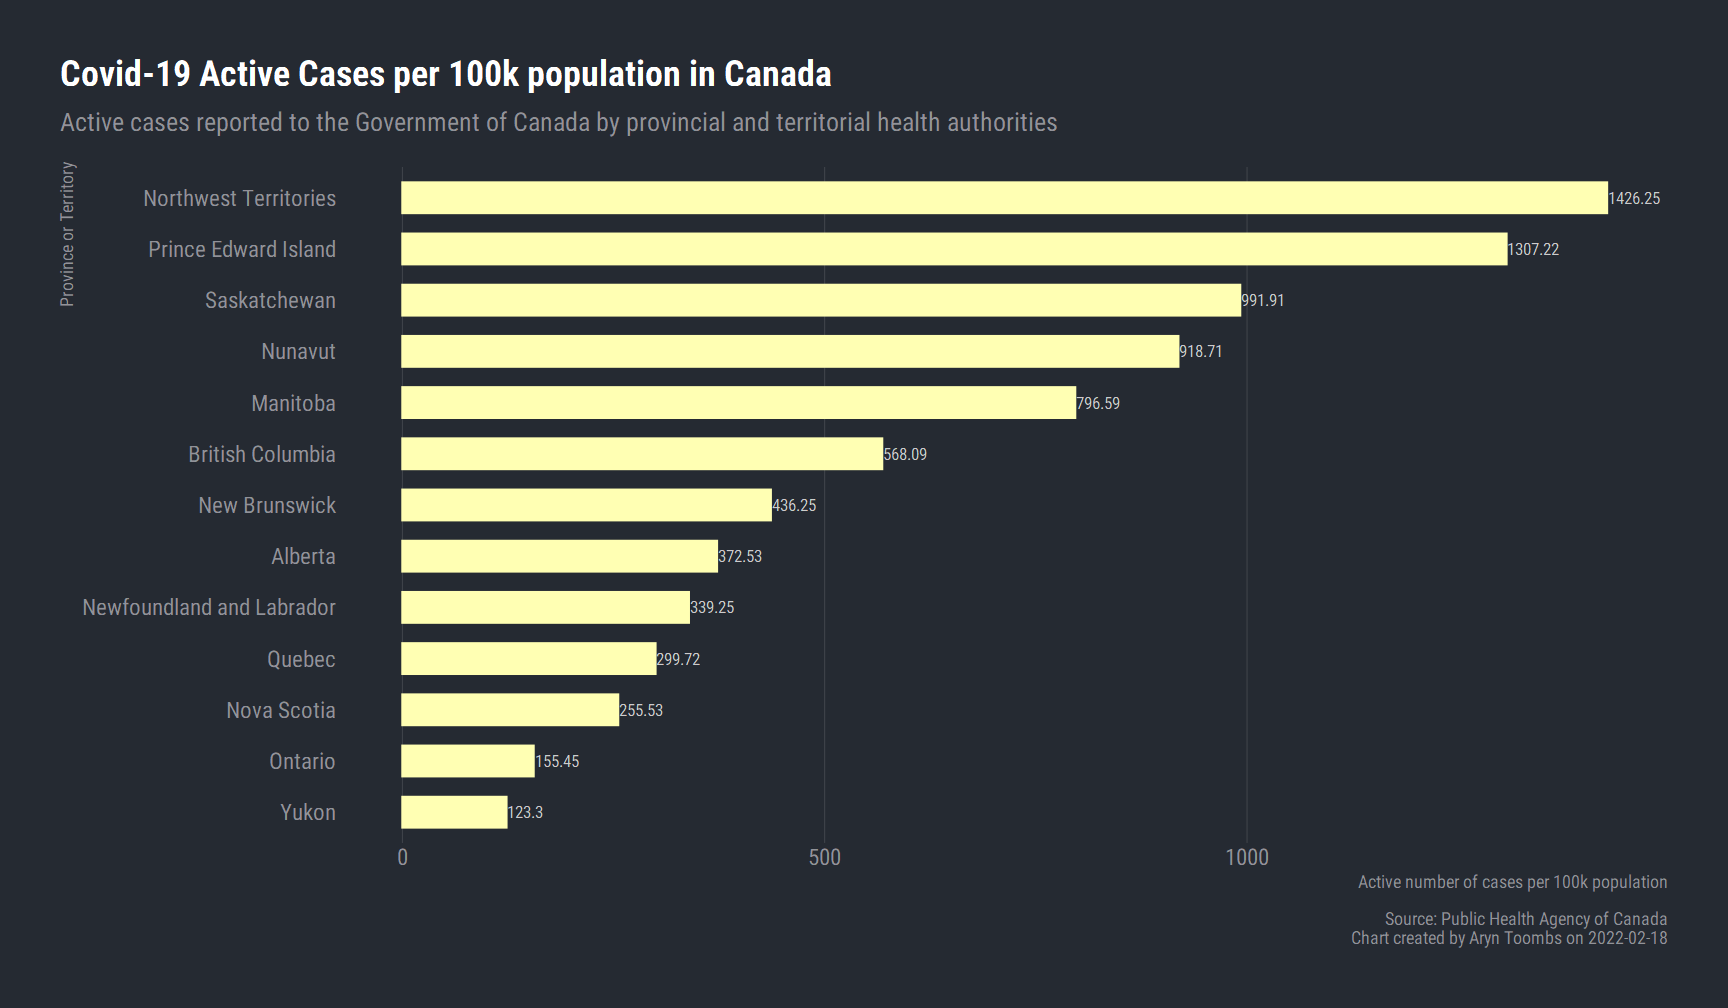 Covid-19 Active Cases per 100k population in Canada
Active cases reported to the Government of Canada by provincial and territorial health authorities
Province or Territory
Northwest Territories 1426.25
Prince Edward Island 1307.22
Saskatchewan 991.91
Nunavut 918.71
Manitoba 796.59
British Columbia 568.09
New Brunswick 436.25
Alberta 372.53
Newfoundland and Labrador 339.25
Quebec 299.72
Nova Scotia 255.53
Ontario 155.45
Yukon 123.3
0 500 1000
Active number of cases per 100k population
Source: Public Health Agency of Canada
Chart created by Aryn Toombs on 2022-02-18